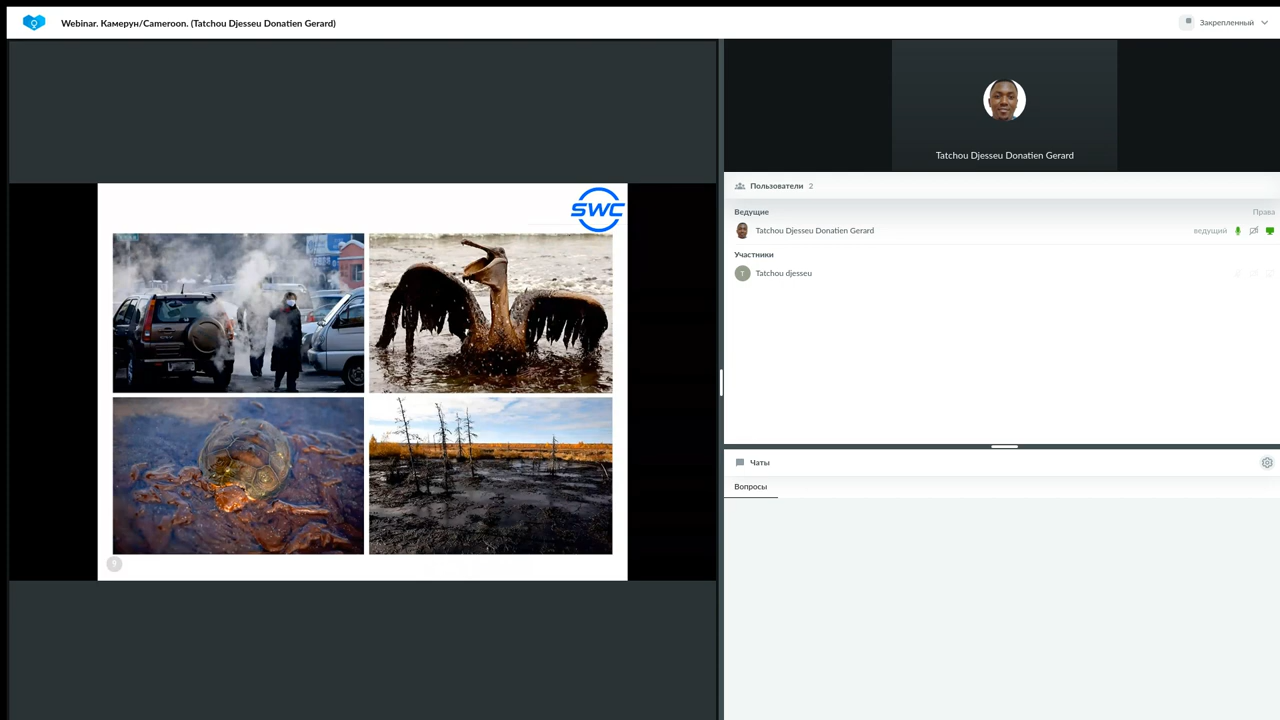 Webinar. Камерун/Cameroon. (Tatchou Djesseu Donatien Gerard)
Закрепленный
SWC
Tatchou Djesseu Donatien Gerard
Пользователи 2
Ведущие Права
Tatchou Djesseu Donatien Gerard ведущий
Участники
T Tatchou djesseu
Чаты
Вопросы